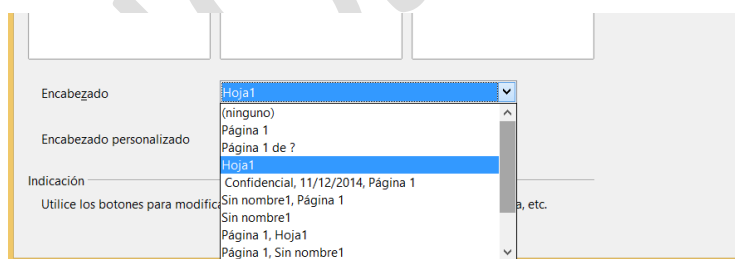 Encabezado
Hoja1
(ninguno)
Página 1
Encabezado personalizado
Página 1 de ?
Hoja1
Indicación
Confidencial, 11/12/2014, Página 1
Utilice los botones para modific
Sin nombre1, Página 1
a, etc.
Sin nombre1
Página 1, Hoja1
Página 1, Sin nombre1